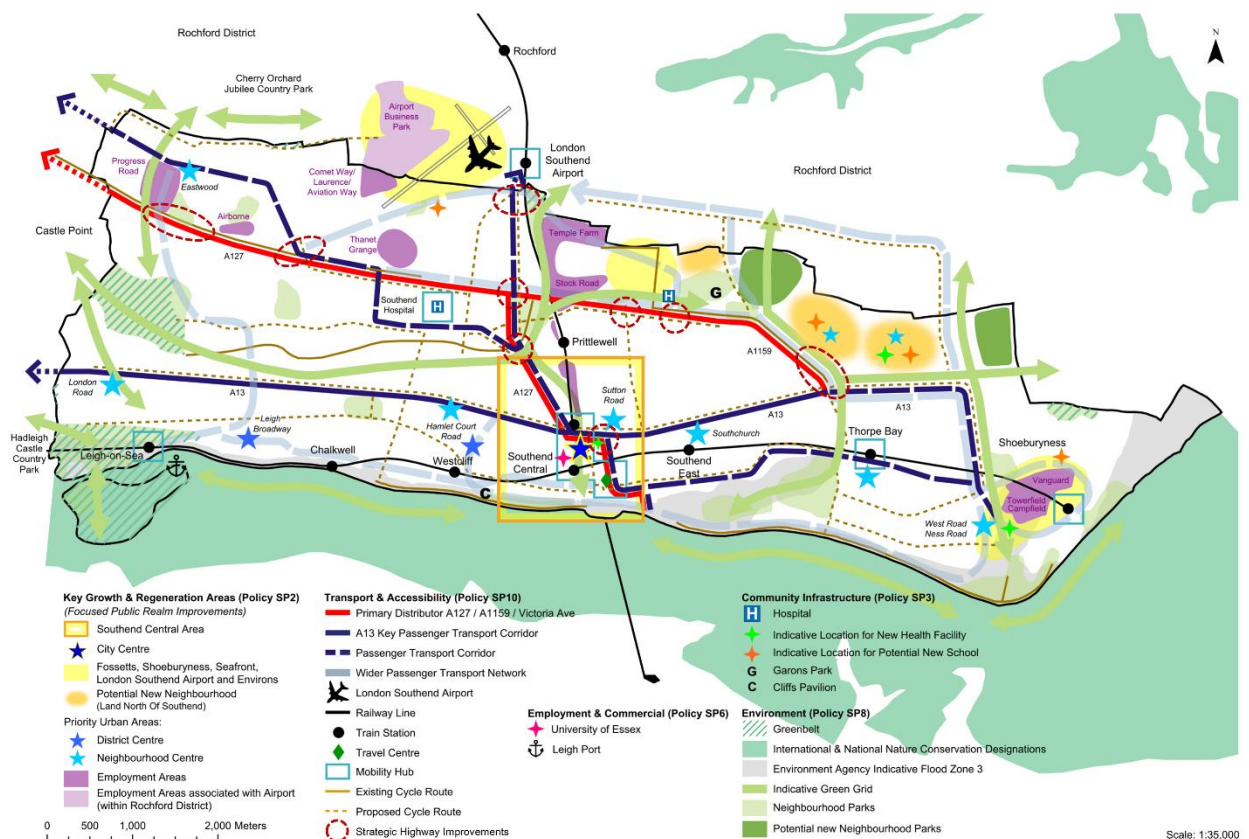 Rochford District
Rochford
N
Cherry Orchard
Jubilee Country Park
Airport
Business
Park
London
Southend
Airport
Rochford District
Progress
Road
Eastwood
Comet Way/
Laurence/
Aviation Way
Airborne
Castle Point
A127
Thanet
Grange
Temple Farm
Stock Road
Southend
Hospital
H
H
G
Prittlewell
A1159
London
Road
A13
A127
Sutton
Road
A13
A13
Leigh
Broadway
Hamlet Court
Road
Southchurch
Thorpe Bay
Shoeburyness
Hadleigh
Castle
Country
Park
Leigh-on-Sea
Chalkwell
Westcliff
Southend
Central
Southend
East
Vanguard
Towerfield
Campfield
C
West Road
Ness Road
Key Growth & Regeneration Areas (Policy SP2)
(Focused Public Realm Improvements)
Southend Central Area
City Centre
Fossetts, Shoeburyness, Seafront,
London Southend Airport and Environs
Potential New Neighbourhood
(Land North Of Southend)
Priority Urban Areas:
District Centre
Neighbourhood Centre
Employment Areas
Employment Areas associated with Airport
(within Rochford District)
0 500 1,000 2,000 Meters
Transport & Accessibility (Policy SP10)
Primary Distributor A127 / A1159 / Victoria Ave
A13 Key Passenger Transport Corridor
Passenger Transport Corridor
Wider Passenger Transport Network
London Southend Airport
Railway Line
Train Station
Travel Centre
Mobility Hub
Existing Cycle Route
Proposed Cycle Route
Strategic Highway Improvements
Employment & Commercial (Policy SP6)
University of Essex
Leigh Port
Community Infrastructure (Policy SP3)
H Hospital
Indicative Location for New Health Facility
Indicative Location for Potential New School
G Garons Park
C Cliffs Pavilion
Environment (Policy SP8)
Greenbelt
International & National Nature Conservation Designations
Environment Agency Indicative Flood Zone 3
Indicative Green Grid
Neighbourhood Parks
Potential new Neighbourhood Parks
Scale: 1:35,000